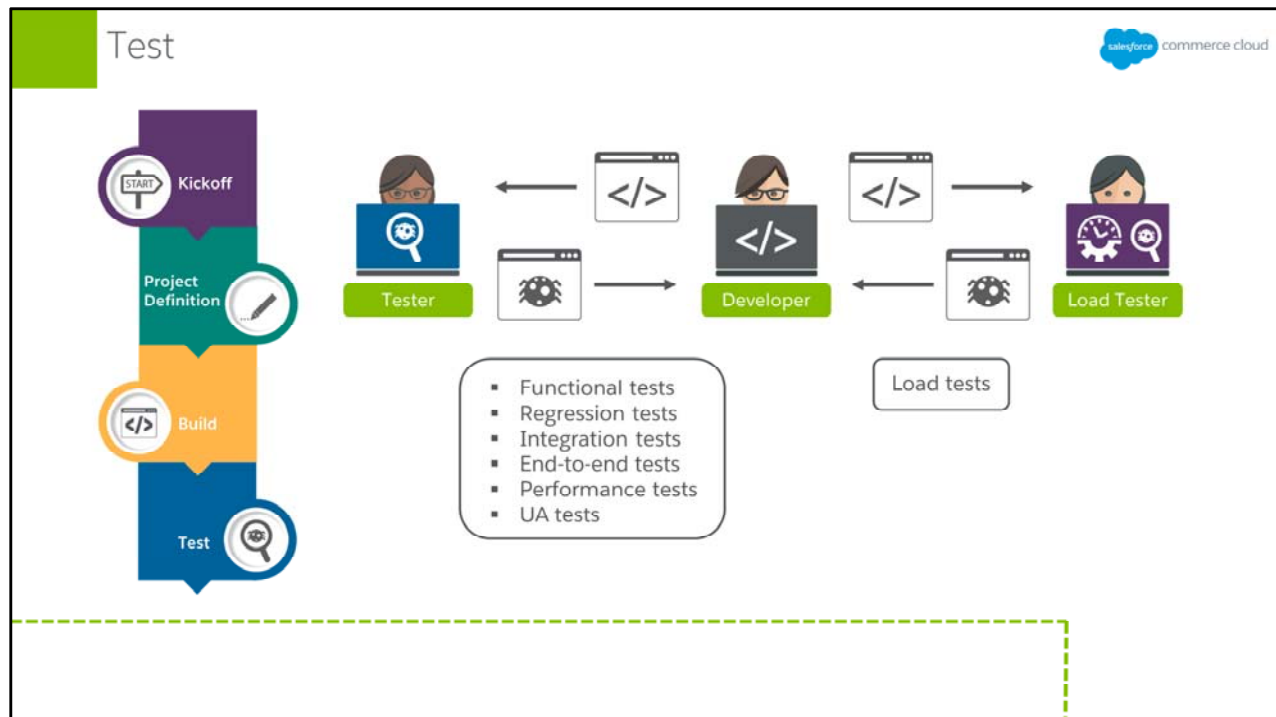 Test
salesforce commerce cloud
START
Kickoff
Project
Definition
</>
Build
Test
</>
</>
</>
Tester
Developer
Load Tester
▪ Functional tests
▪ Regression tests
▪ Integration tests
▪ End-to-end tests
▪ Performance tests
▪ UA tests
Load tests